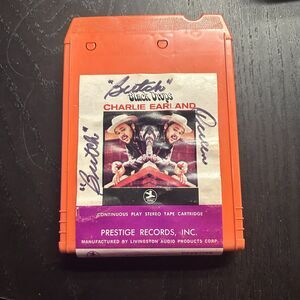 "Butch"
Black Drops
CHARLIE EARLAND
"Butch"
CONTINUOUS PLAY STEREO TAPE CARTRIDGE
PRESTIGE RECORDS, INC.
MANUFACTURED BY LIVINGSTON AUDIO PRODUCTS CORP.